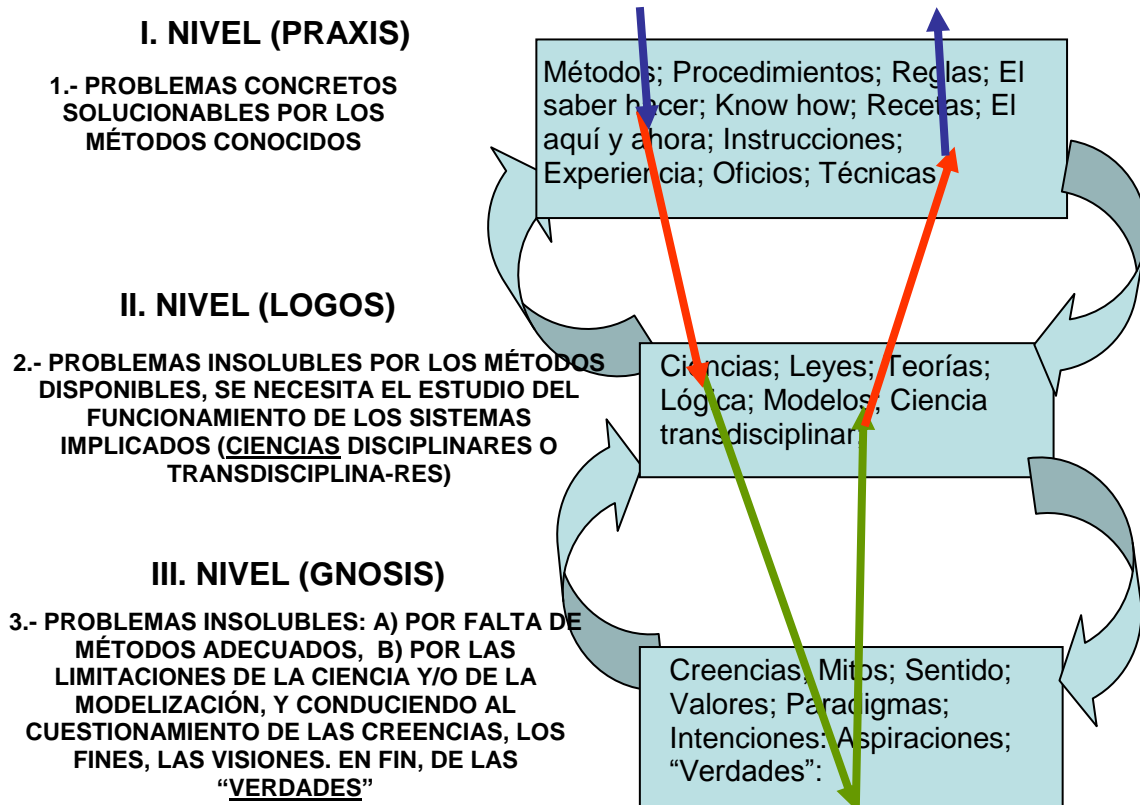 I. NIVEL (PRAXIS)
1.- PROBLEMAS CONCRETOS
SOLUCIONABLES POR LOS
MÉTODOS CONOCIDOS
Métodos; Procedimientos; Reglas; El
saber hacer; Know how; Recetas; El
aquí y ahora; Instrucciones;
Experiencia; Oficios; Técnicas
II. NIVEL (LOGOS)
2.- PROBLEMAS INSOLUBLES POR LOS MÉTODOS
DISPONIBLES, SE NECESITA EL ESTUDIO DEL
FUNCIONAMIENTO DE LOS SISTEMAS
IMPLICADOS (CIENCIAS DISCIPLINARES O
TRANSDISCIPLINA-RES)
Ciencias; Leyes; Teorías;
Lógica; Modelos; Ciencia
transdisciplinar;
III. NIVEL (GNOSIS)
3.- PROBLEMAS INSOLUBLES: A) POR FALTA DE
MÉTODOS ADECUADOS, B) POR LAS
LIMITACIONES DE LA CIENCIA Y/O DE LA
MODELIZACIÓN, Y CONDUCIENDO AL
CUESTIONAMIENTO DE LAS CREENCIAS, LOS
FINES, LAS VISIONES. EN FIN, DE LAS
“VERDADES”
Creencias; Mitos; Sentido;
Valores; Paradigmas;
Intenciones: Aspiraciones;
“Verdades”: